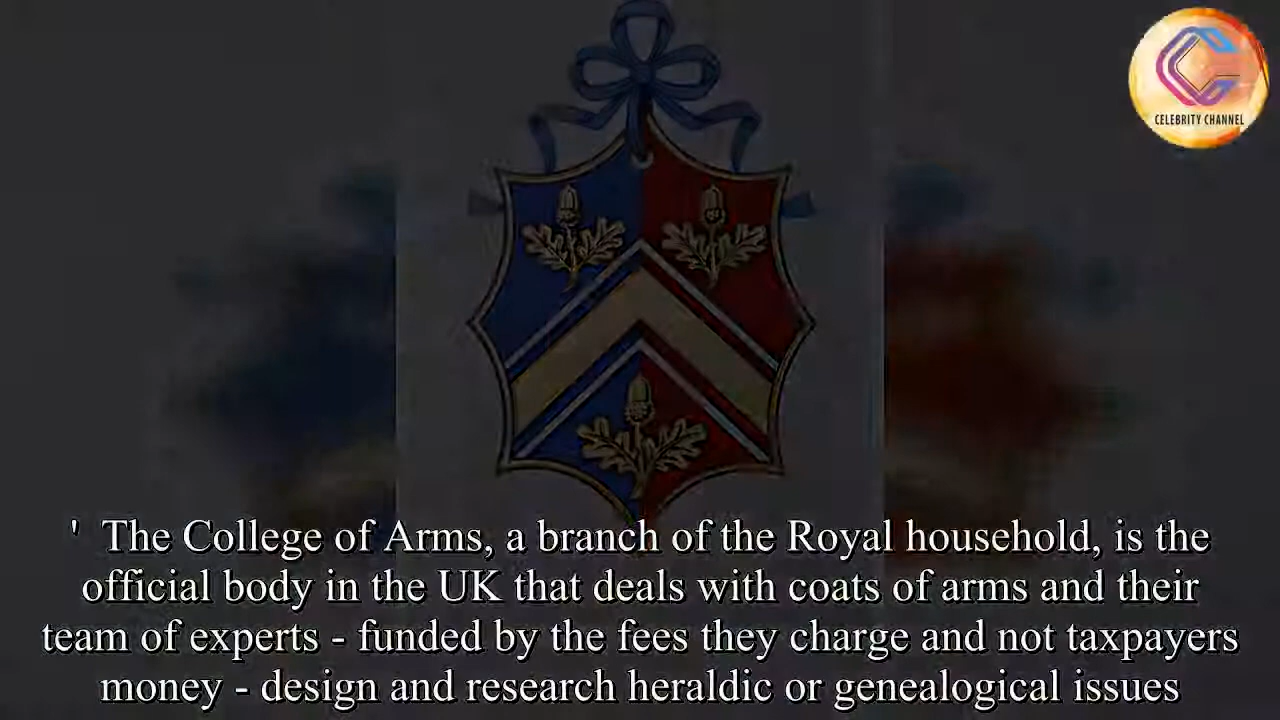 CELEBRITY CHANNEL
' The College of Arms, a branch of the Royal household, is the
official body in the UK that deals with coats of arms and their
team of experts - funded by the fees they charge and not taxpayers
money - design and research heraldic or genealogical issues